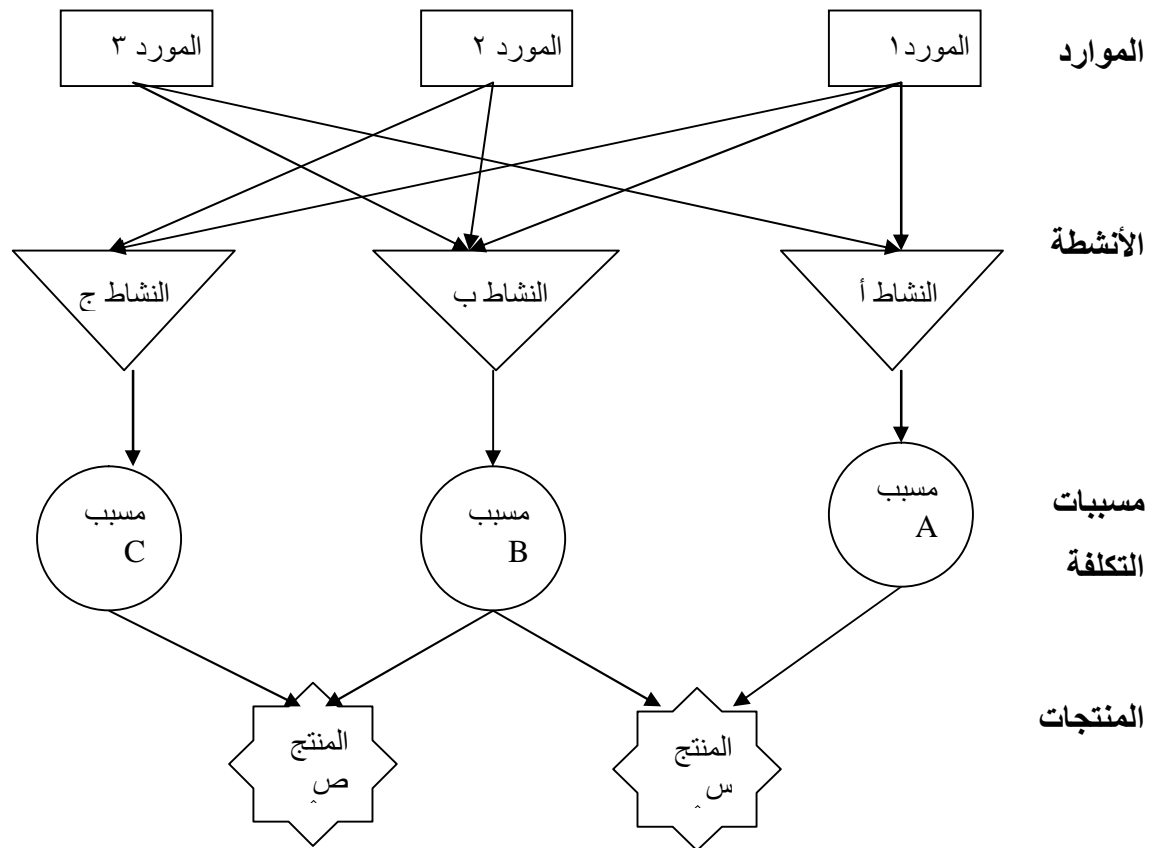 الموارد
المورد١
المورد ٢
المورد ٣
الأنشطة
النشاط أ
النشاط ب
النشاط ج
مسببات
التكلفة
مسبب
A
مسبب
B
مسبب
C
المنتجات
المنتج
س
المنتج
ص